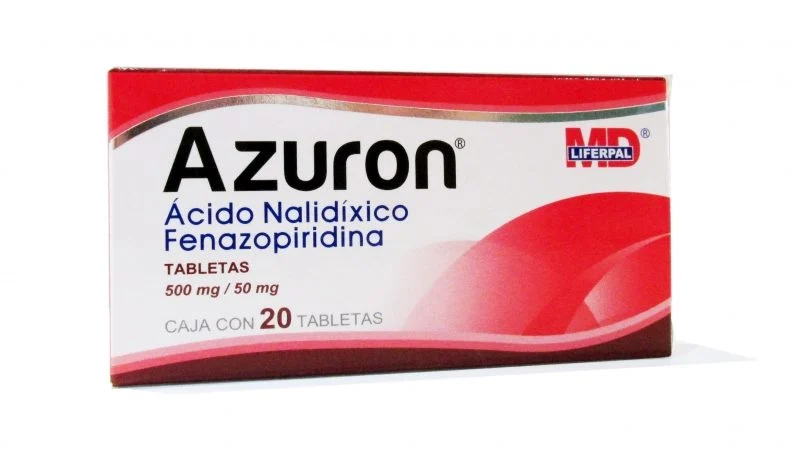 Azuron®
MD®
LIFERPAL
Ácido Nalidíxico
Fenazopiridina
TABLETAS
500 mg / 50 mg
CAJA CON 20 TABLETAS